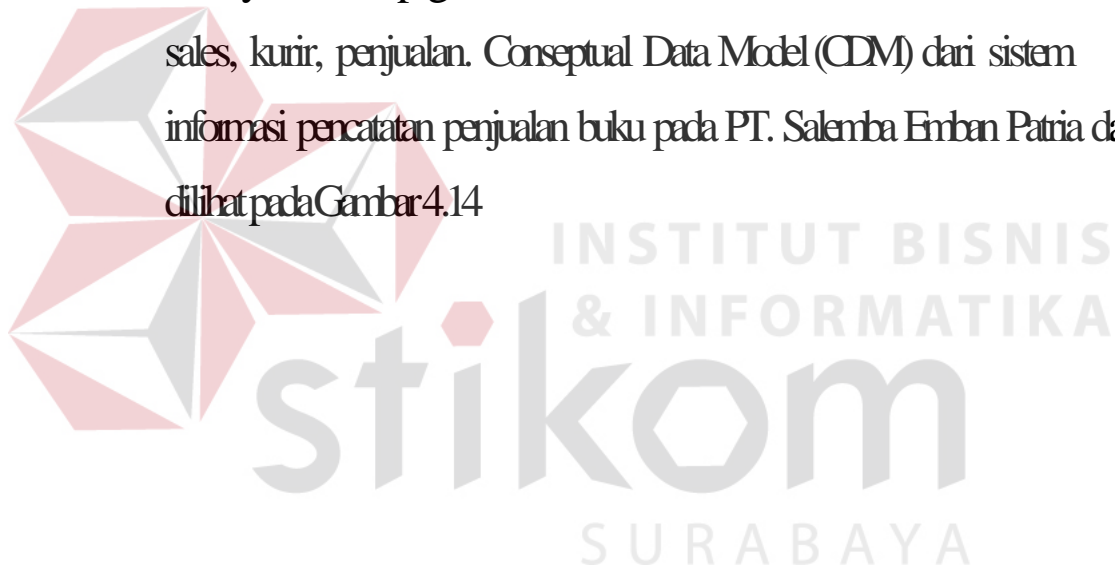 sales, kurir, penjualan. Conseptual Data Model (CDM) dari sistem
informasi pencatatan penjualan buku pada PT. Salemba Emban Patria
dilihat pada Gambar 4.14
INSTITUT BISNIS
& INFORMATIKA
stikom
SURABAYA